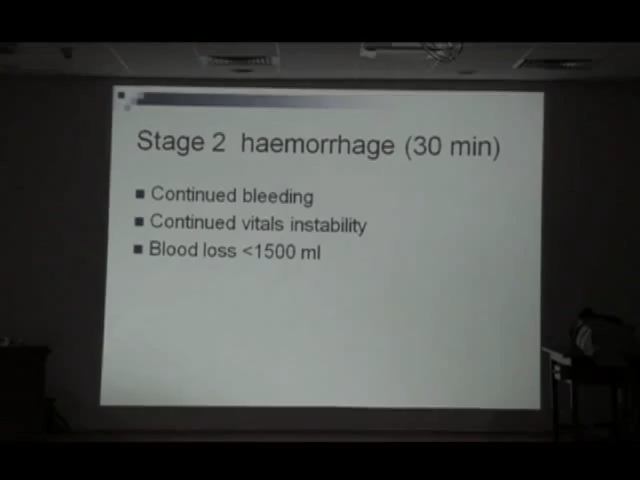 Stage 2 haemorrhage (30 min)
Continued bleeding
Continued vitals instability
Blood loss <1500 ml